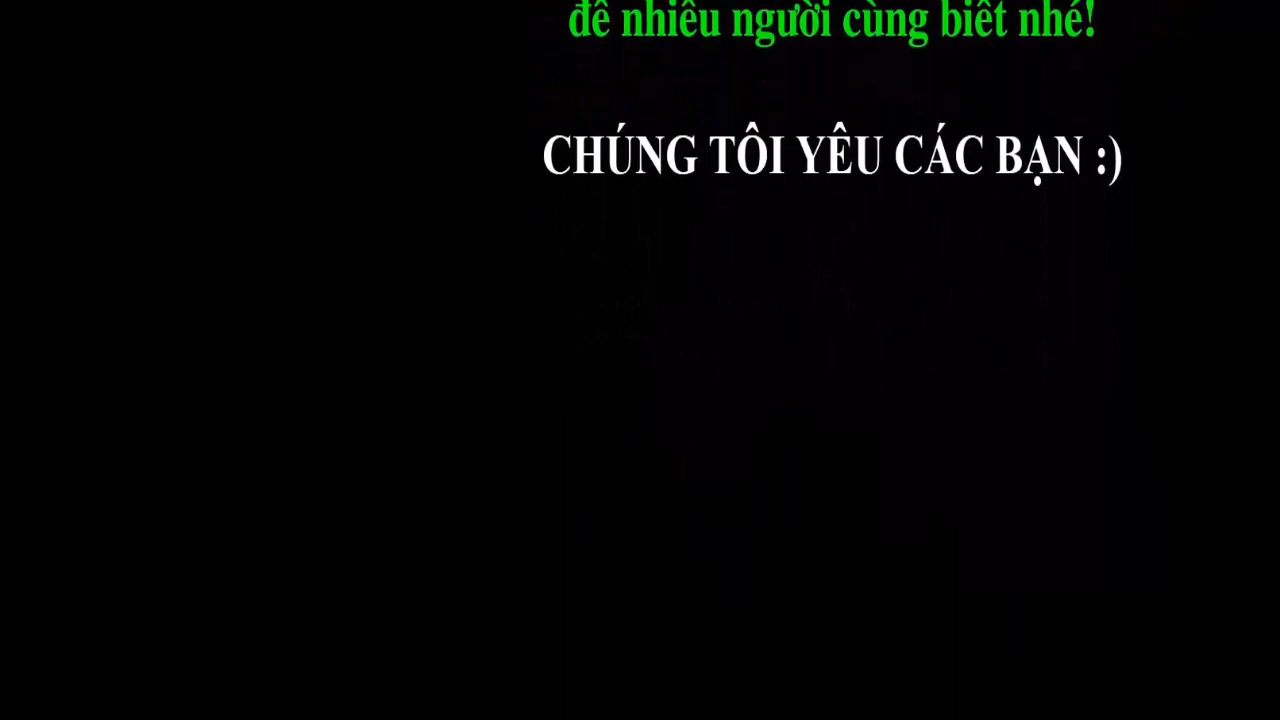 để nhiều người cùng biết nhé!
CHÚNG TÔI YÊU CÁC BẠN :)